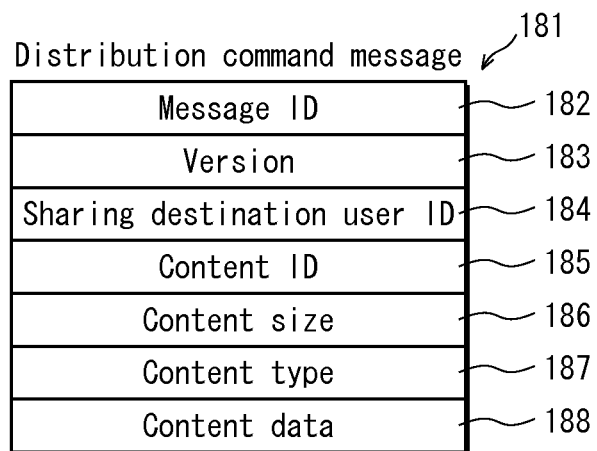 181
Distribution command message
Message ID 182
Version 183
Sharing destination user ID 184
Content ID 185
Content size 186
Content type 187
Content data 188